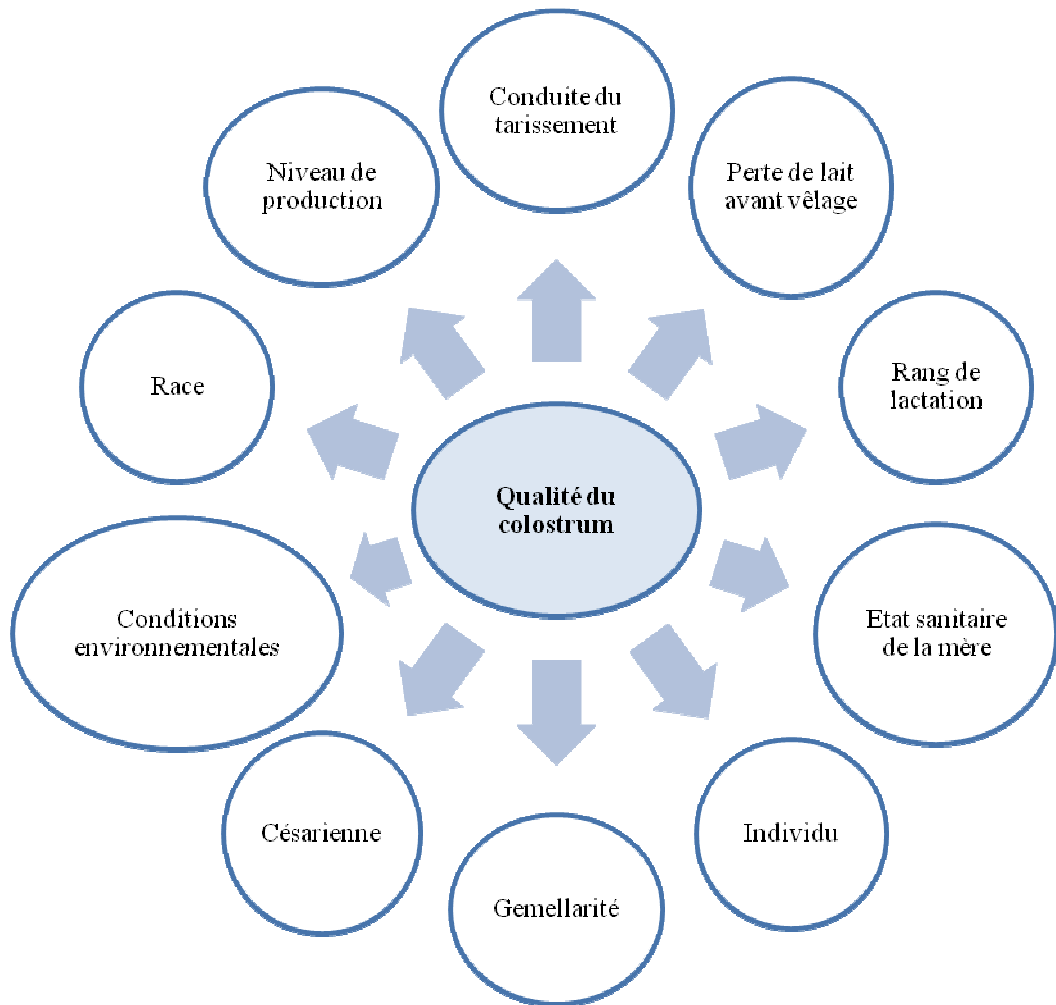 Conduite du
tarissement
Perte de lait
avant vêlage
Rang de
lactation
Etat sanitaire
de la mère
Individu
Gemellarité
Césarienne
Conditions
environnementales
Race
Niveau de
production
Qualité du
colostrum